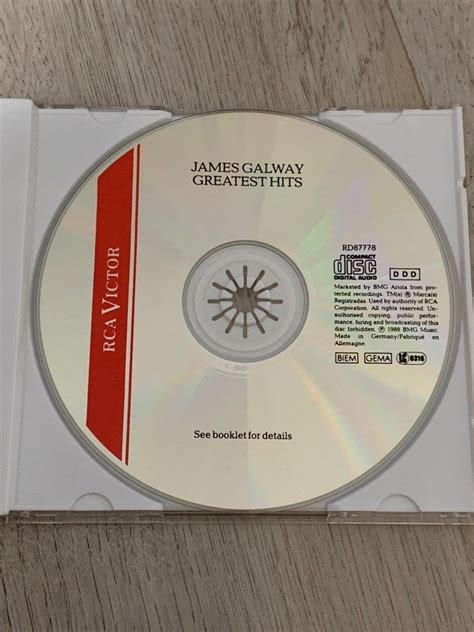 JAMES GALWAY
GREATEST HITS
RCA VICTOR
RD87778
COMPACT
disc
DIGITAL AUDIO
DDD
Marketed by BMG Ariola from pro-
tected recordings. TM(s) ® Marca(s)
Registradas. Used by authority of RCA
Corporation. All rights reserved. Un-
authorised copying, public perfor-
mance, hiring and broadcasting of this
disc forbidden. ℗ 1988 BMG Music.
Made in Germany/Fabriqué en
Allemagne.
BIEM
GEMA
8316
See booklet for details